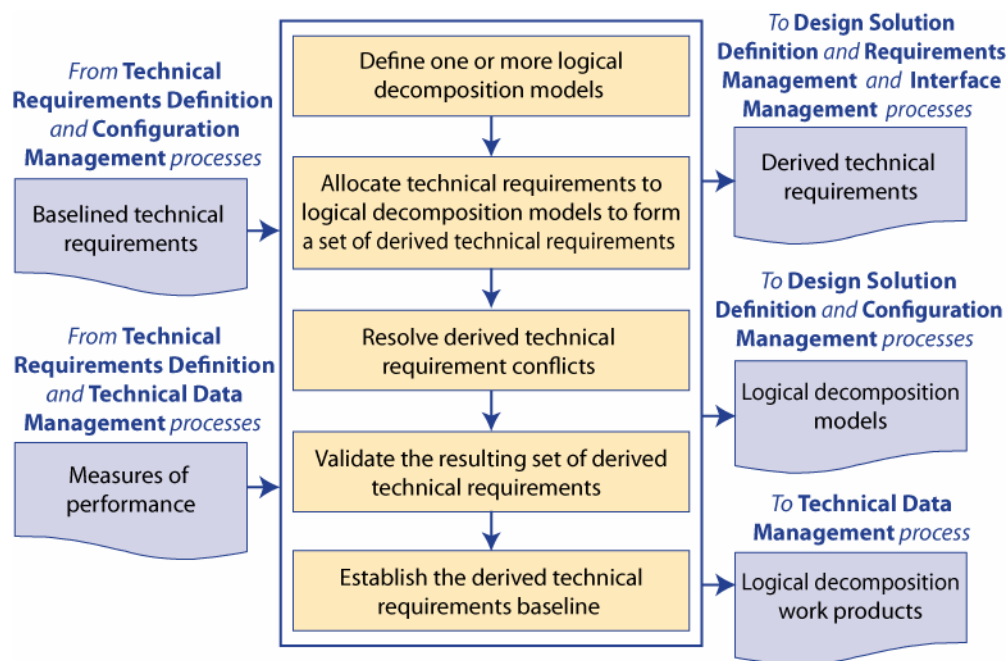 From Technical
Requirements Definition
and Configuration
Management processes
Baselined technical
requirements
From Technical
Requirements Definition
and Technical Data
Management processes
Measures of
performance
Define one or more logical
decomposition models
Allocate technical requirements to
logical decomposition models to form
a set of derived technical requirements
Resolve derived technical
requirement conflicts
Validate the resulting set of derived
technical requirements
Establish the derived technical
requirements baseline
To Design Solution
Definition and Requirements
Management and Interface
Management processes
Derived technical
requirements
To Design Solution
Definition and Configuration
Management processes
Logical decomposition
models
To Technical Data
Management process
Logical decomposition
work products